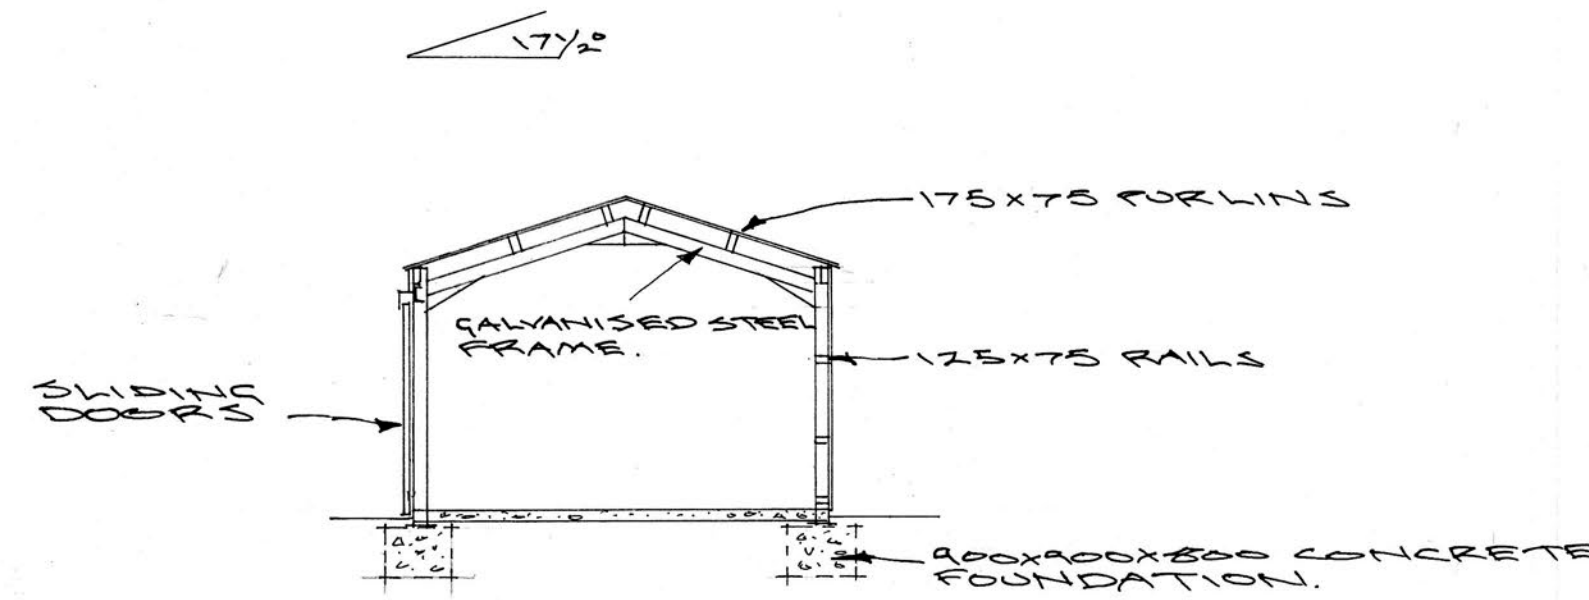 17½°
175x75 PURLINS
GALVANISED STEEL
FRAME.
125x75 RAILS
SLIDING
DOORS
900x900x800 CONCRETE
FOUNDATION.